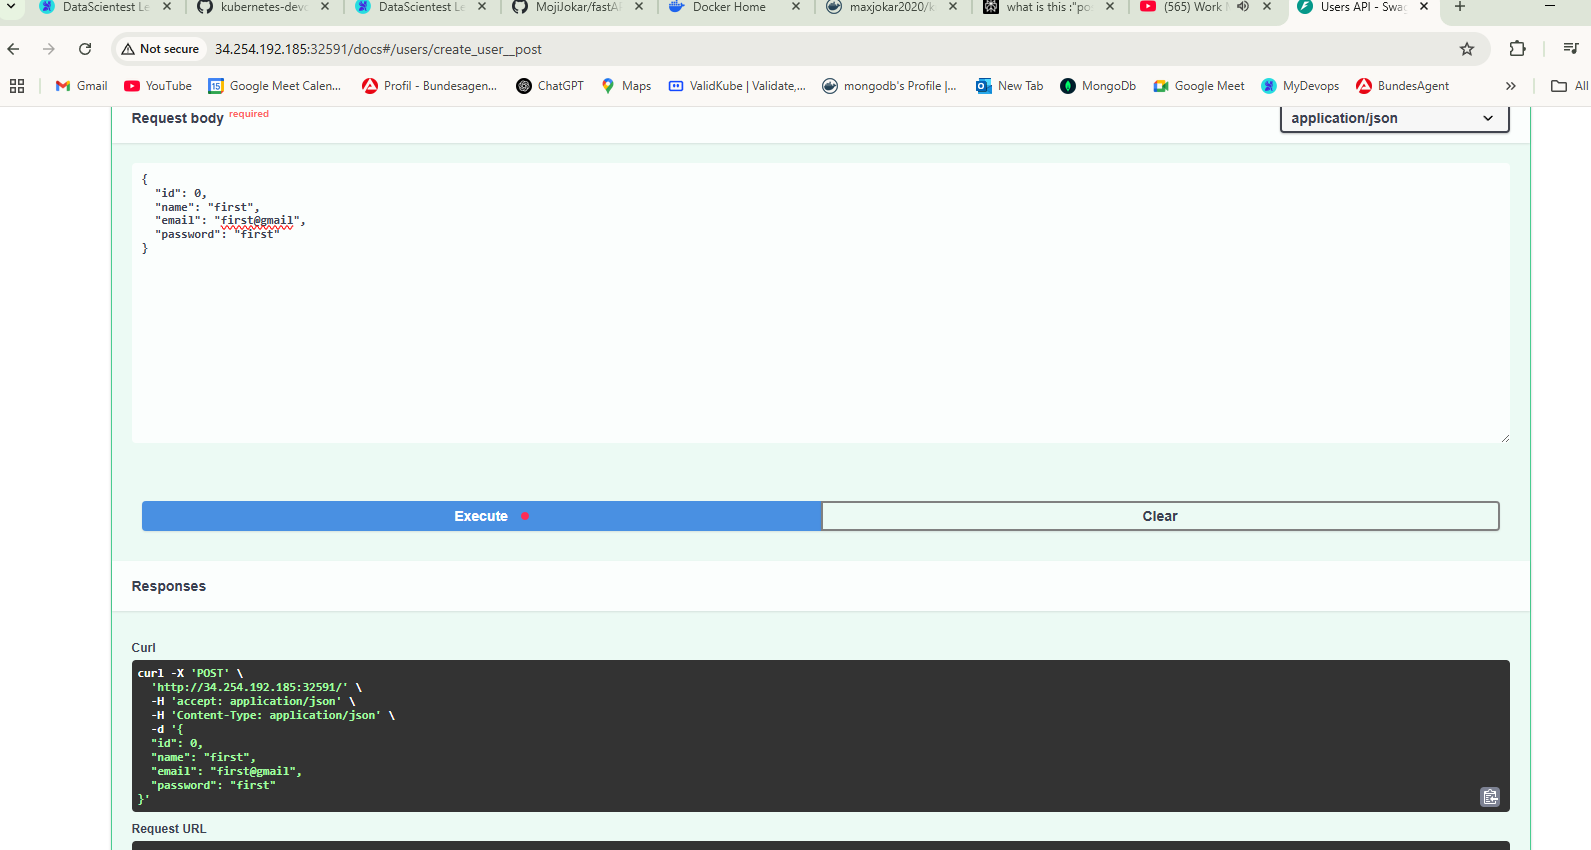 DataScientest Le
kubernetes-devo
DataScientest Le
MojiJokar/fastA
Docker Home
maxjokar2020/k
what is this :"po
(565) Work M
Users API - Swag
Not secure
34.254.192.185:32591/docs#/users/create_user__post
Gmail
YouTube
15
Google Meet Calen...
Profil - Bundesagen...
ChatGPT
Maps
ValidKube | Validate,...
mongodb's Profile |...
New Tab
MongoDb
Google Meet
MyDevops
BundesAgent
All
Request body required
application/json
{
"id": 0,
"name": "first",
"email": "first@gmail",
"password": "first"
}
Execute
Clear
Responses
Curl
curl -X 'POST' \
'http://34.254.192.185:32591/' \
-H 'accept: application/json' \
-H 'Content-Type: application/json' \
-d '{
"id": 0,
"name": "first",
"email": "first@gmail",
"password": "first"
}'
Request URL